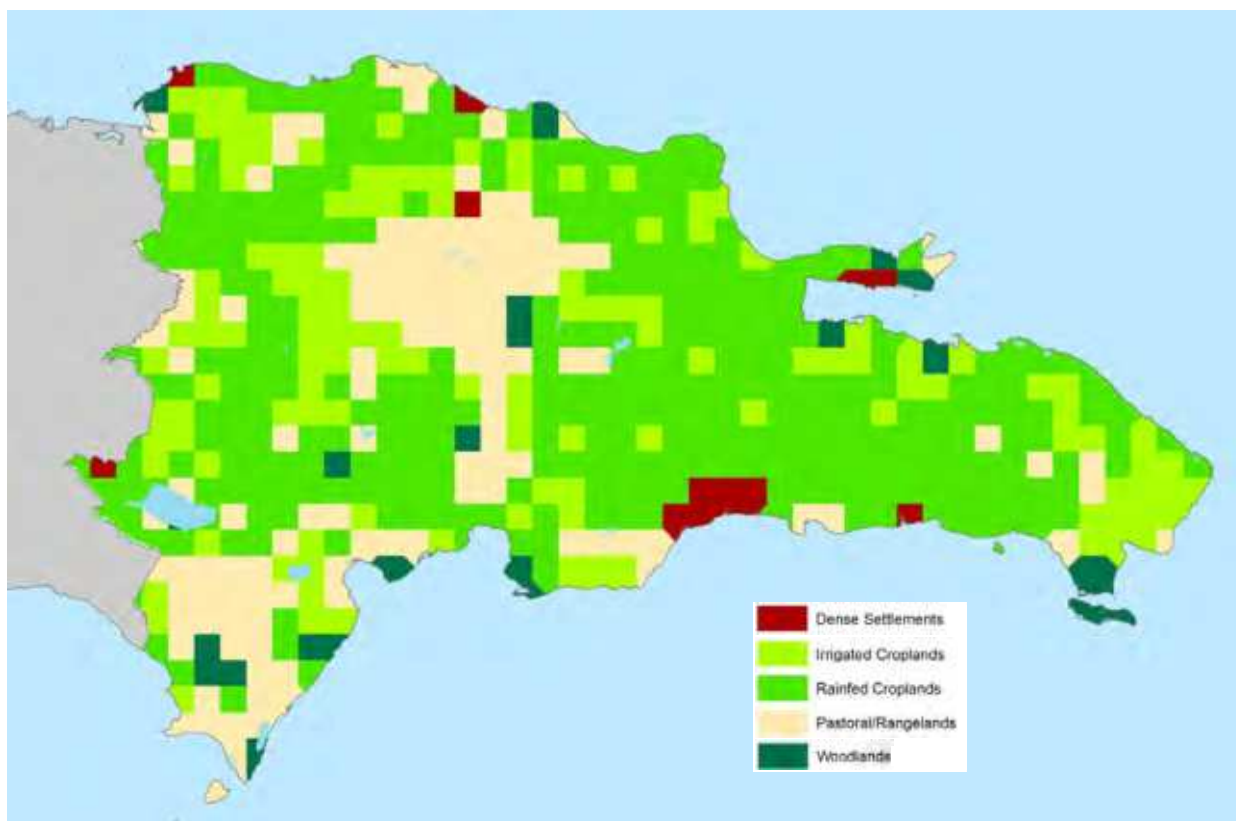 Dense Settlements
Irrigated Croplands
Rainfed Croplands
Pastoral/Rangelands
Woodlands